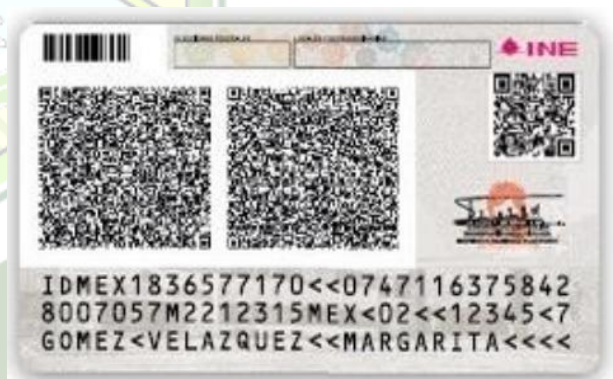 INE
IDMEX1836577170<<0747116375842
8007057M2212315MEX<02<<12345<7
GOMEZ<VELAZQUEZ<<MARGARITA<<<<